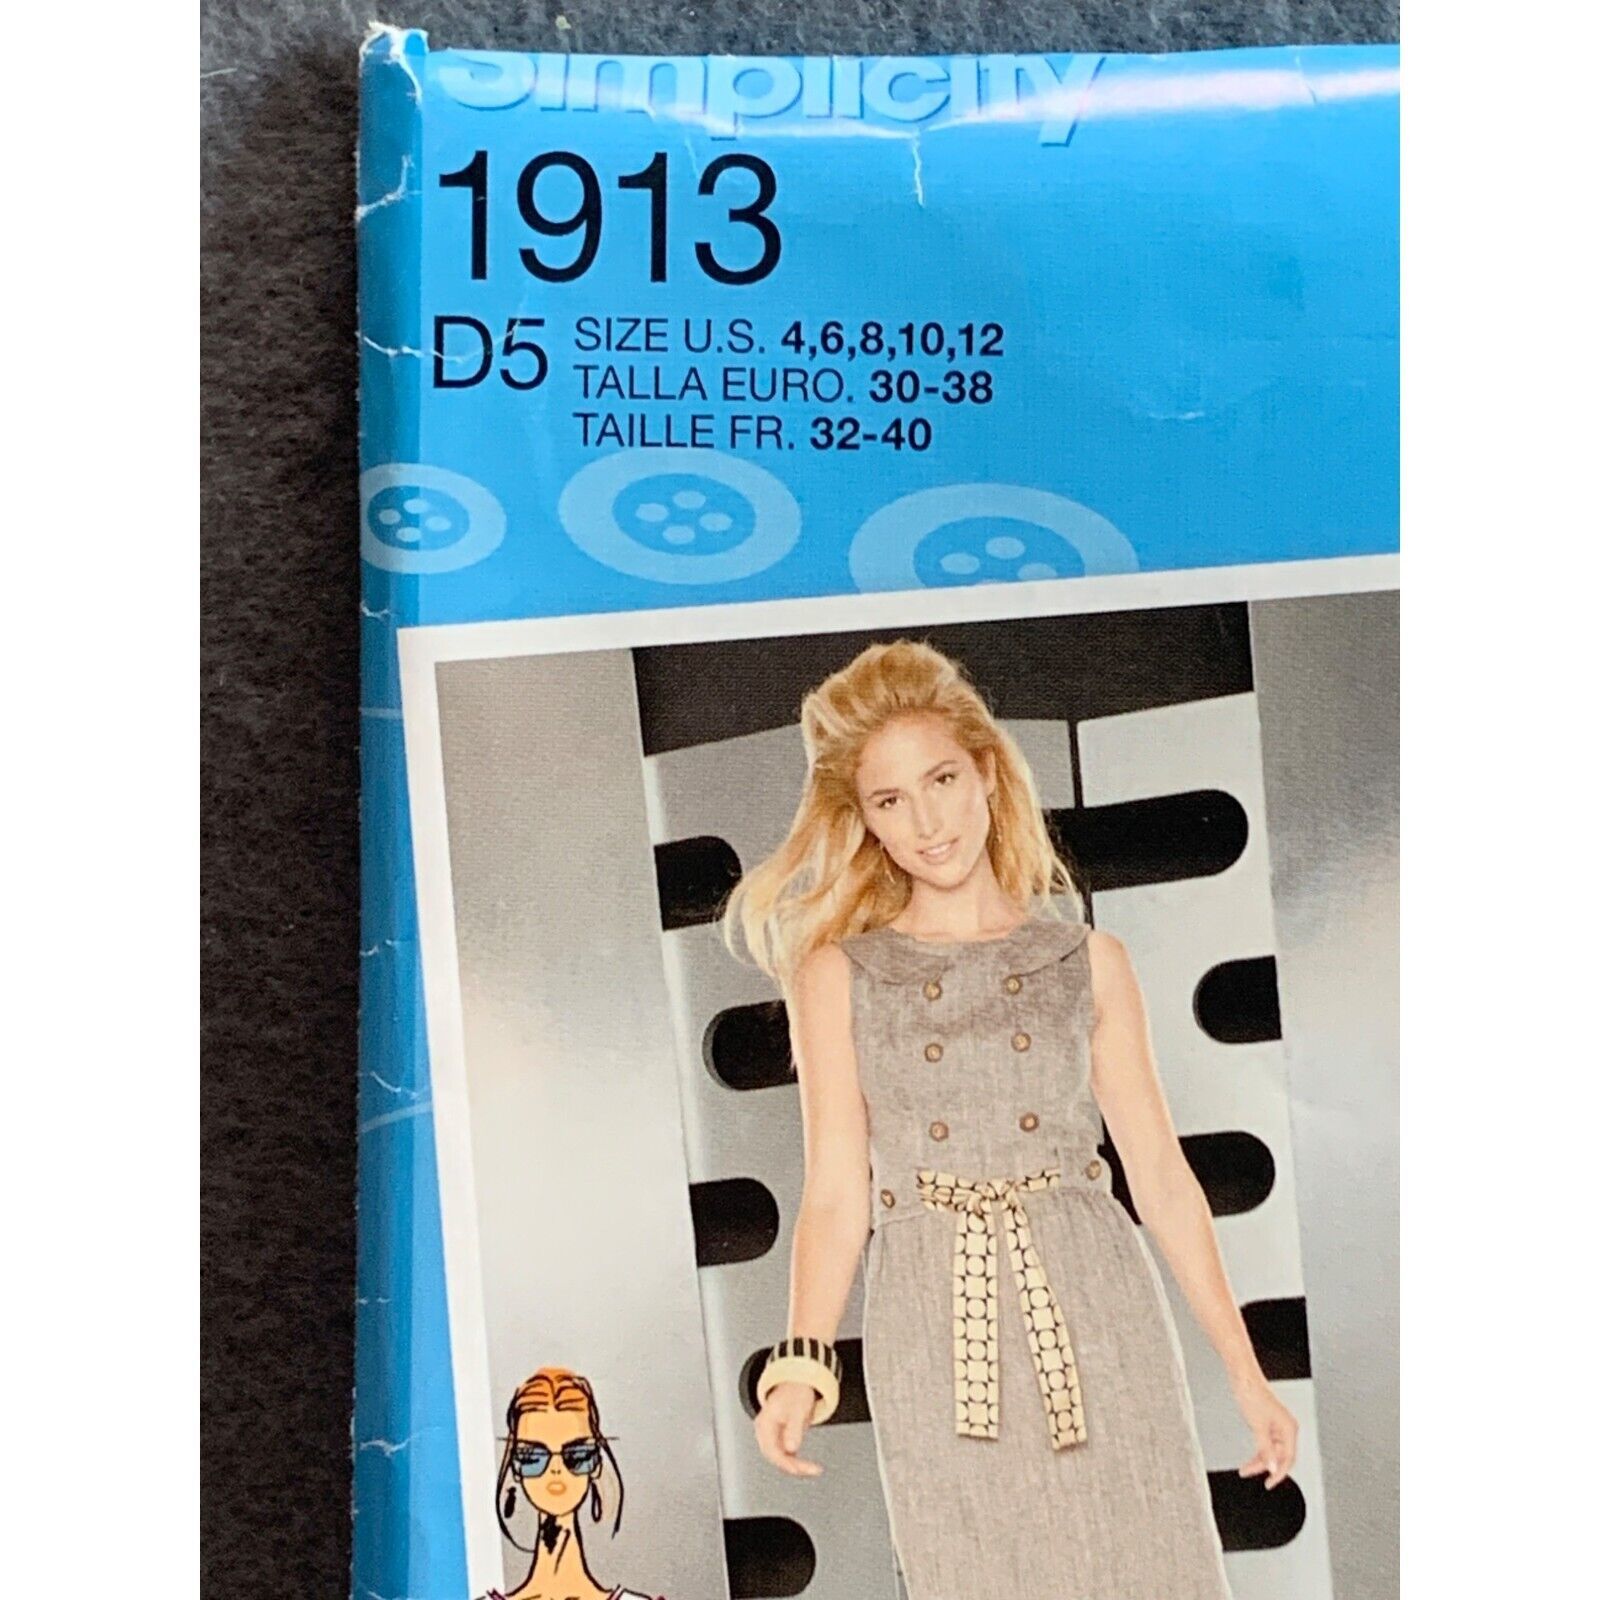 Simplicity
1913
D5
SIZE U.S. 4,6,8,10,12
TALLA EURO. 30-38
TAILLE FR. 32-40